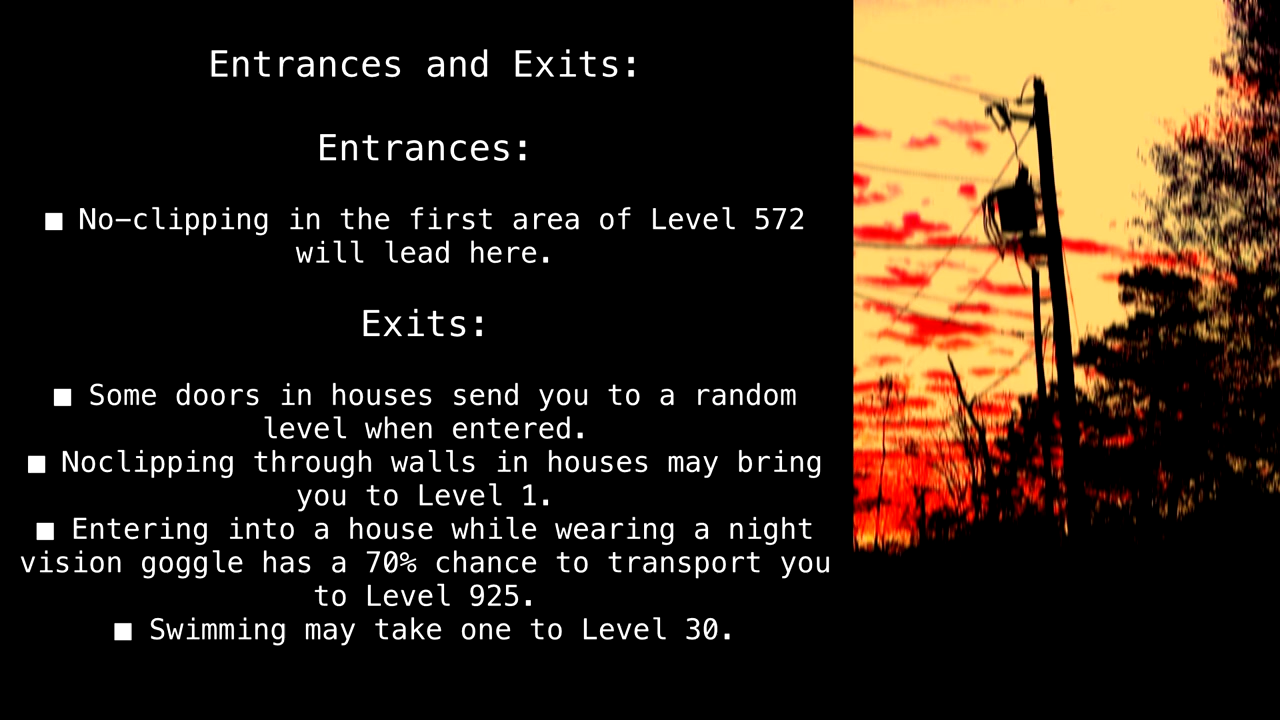 Entrances and Exits:
Entrances:
■ No-clipping in the first area of Level 572
will lead here.
Exits:
■ Some doors in houses send you to a random
level when entered.
■ Noclipping through walls in houses may bring
you to Level 1.
■ Entering into a house while wearing a night
vision goggle has a 70% chance to transport you
to Level 925.
■ Swimming may take one to Level 30.